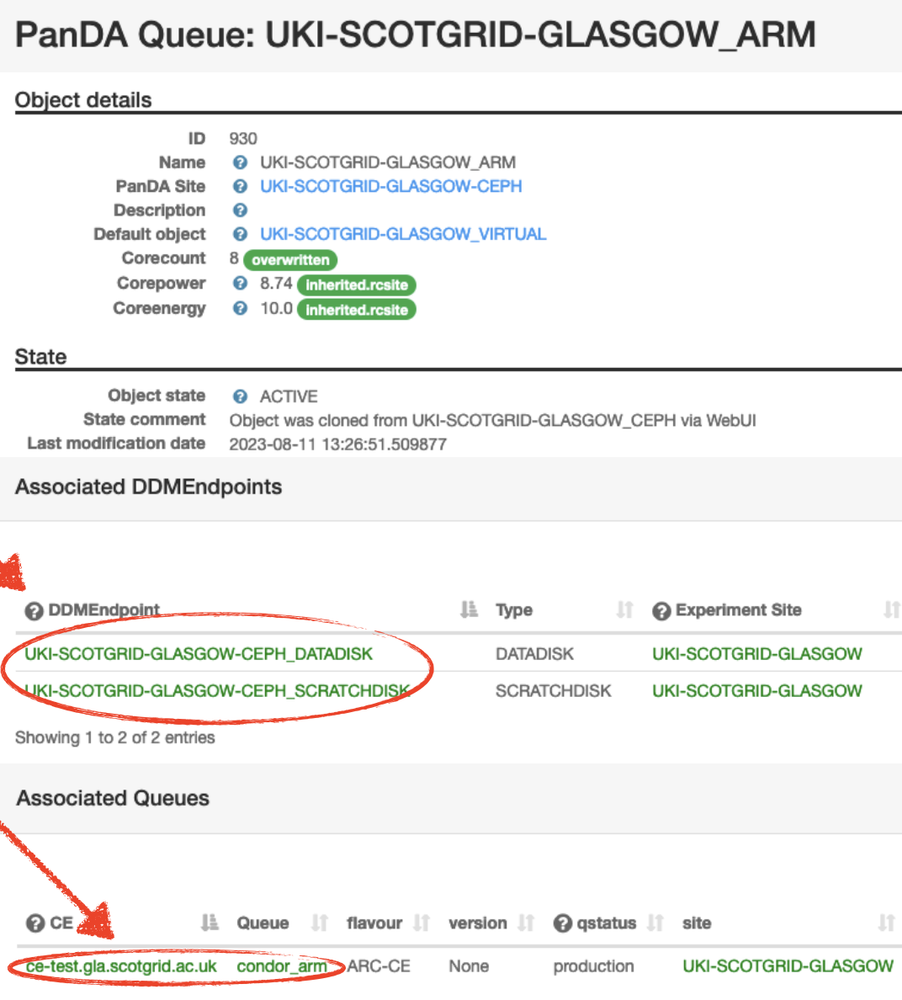 PanDA Queue: UKI-SCOTGRID-GLASGOW_ARM
Object details
ID 930
Name ? UKI-SCOTGRID-GLASGOW_ARM
PanDA Site ? UKI-SCOTGRID-GLASGOW-CEPH
Description ?
Default object ? UKI-SCOTGRID-GLASGOW_VIRTUAL
Corecount 8 overwritten
Corepower ? 8.74 inherited.rcsite
Coreenergy ? 10.0 inherited.rcsite
State
Object state ? ACTIVE
State comment Object was cloned from UKI-SCOTGRID-GLASGOW_CEPH via WebUI
Last modification date 2023-08-11 13:26:51.509877
Associated DDMEndpoints
? DDMEndpoint Type ? Experiment Site
UKI-SCOTGRID-GLASGOW-CEPH_DATADISK DATADISK UKI-SCOTGRID-GLASGOW
UKI-SCOTGRID-GLASGOW-CEPH_SCRATCHDISK SCRATCHDISK UKI-SCOTGRID-GLASGOW
Showing 1 to 2 of 2 entries
Associated Queues
? CE Queue flavour version ? qstatus site
ce-test.gla.scotgrid.ac.uk condor_arm ARC-CE None production UKI-SCOTGRID-GLASGOW